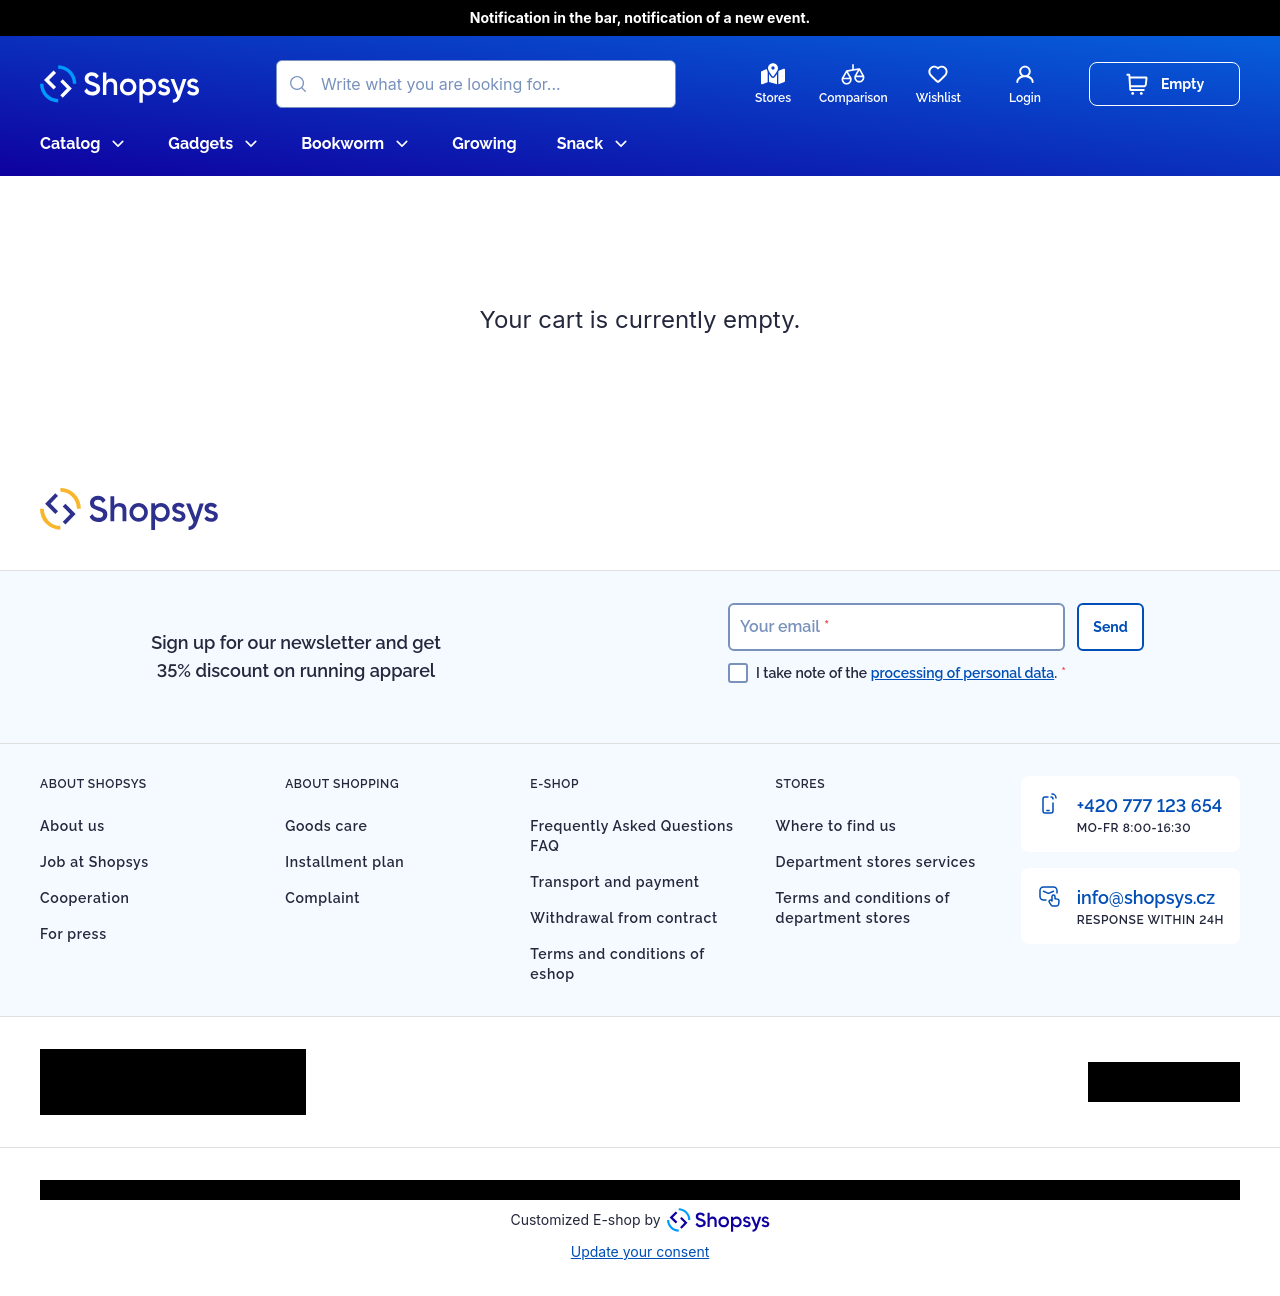 Notification in the bar, notification of a new event.
Shopsys
Write what you are looking for...
Stores
Comparison
Wishlist
Login
Empty
Catalog
Gadgets
Bookworm
Growing
Snack
Your cart is currently empty.
Shopsys
Sign up for our newsletter and get
35% discount on running apparel
Your email *
Send
I take note of the processing of personal data. *
ABOUT SHOPSYS
About us
Job at Shopsys
Cooperation
For press
ABOUT SHOPPING
Goods care
Installment plan
Complaint
E-SHOP
Frequently Asked Questions
FAQ
Transport and payment
Withdrawal from contract
Terms and conditions of
eshop
STORES
Where to find us
Department stores services
Terms and conditions of
department stores
+420 777 123 654
MO-FR 8:00-16:30
info@shopsys.cz
RESPONSE WITHIN 24H
Customized E-shop by Shopsys
Update your consent